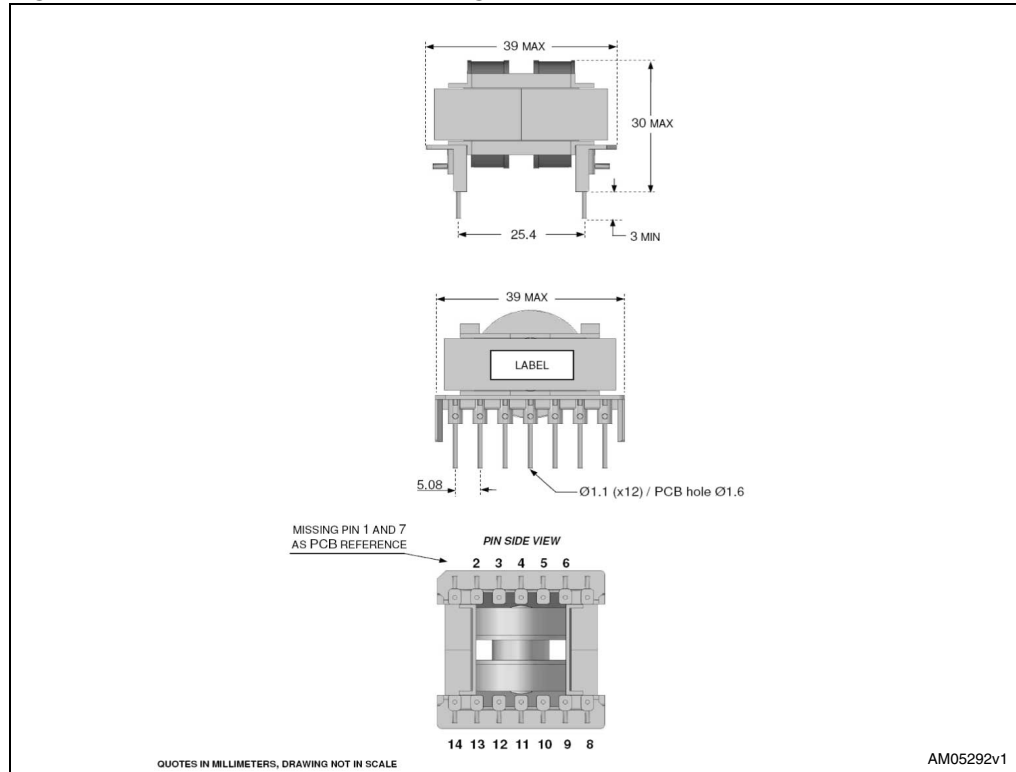 39 MAX
30 MAX
25.4
3 MIN
39 MAX
LABEL
5.08
Ø1.1 (x12) / PCB hole Ø1.6
MISSING PIN 1 AND 7
AS PCB REFERENCE
PIN SIDE VIEW
2 3 4 5 6
14 13 12 11 10 9 8
QUOTES IN MILLIMETERS, DRAWING NOT IN SCALE
AM05292v1